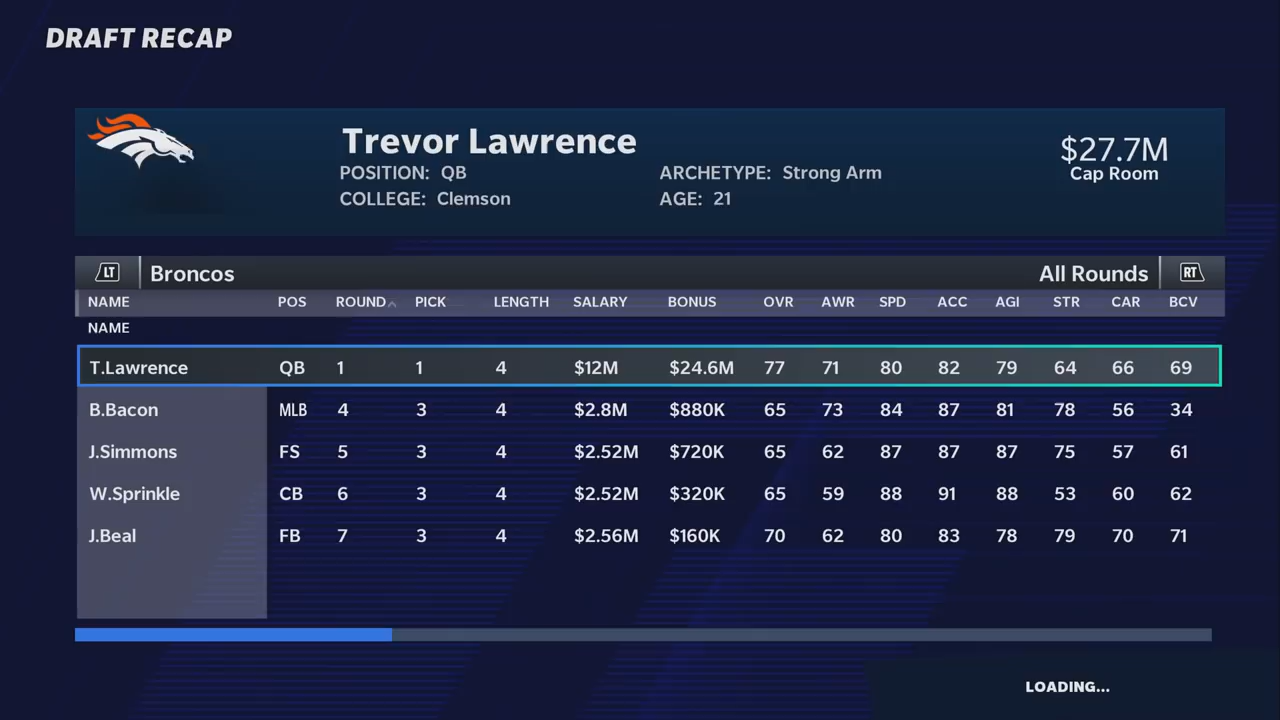 DRAFT RECAP
Trevor Lawrence
POSITION: QB ARCHETYPE: Strong Arm
COLLEGE: Clemson AGE: 21
$27.7M
Cap Room
LT Broncos All Rounds RT
NAME POS ROUND PICK LENGTH SALARY BONUS OVR AWR SPD ACC AGI STR CAR BCV
NAME
T.Lawrence QB 1 1 4 $12M $24.6M 77 71 80 82 79 64 66 69
B.Bacon MLB 4 3 4 $2.8M $880K 65 73 84 87 81 78 56 34
J.Simmons FS 5 3 4 $2.52M $720K 65 62 87 87 87 75 57 61
W.Sprinkle CB 6 3 4 $2.52M $320K 65 59 88 91 88 53 60 62
J.Beal FB 7 3 4 $2.56M $160K 70 62 80 83 78 79 70 71
LOADING...